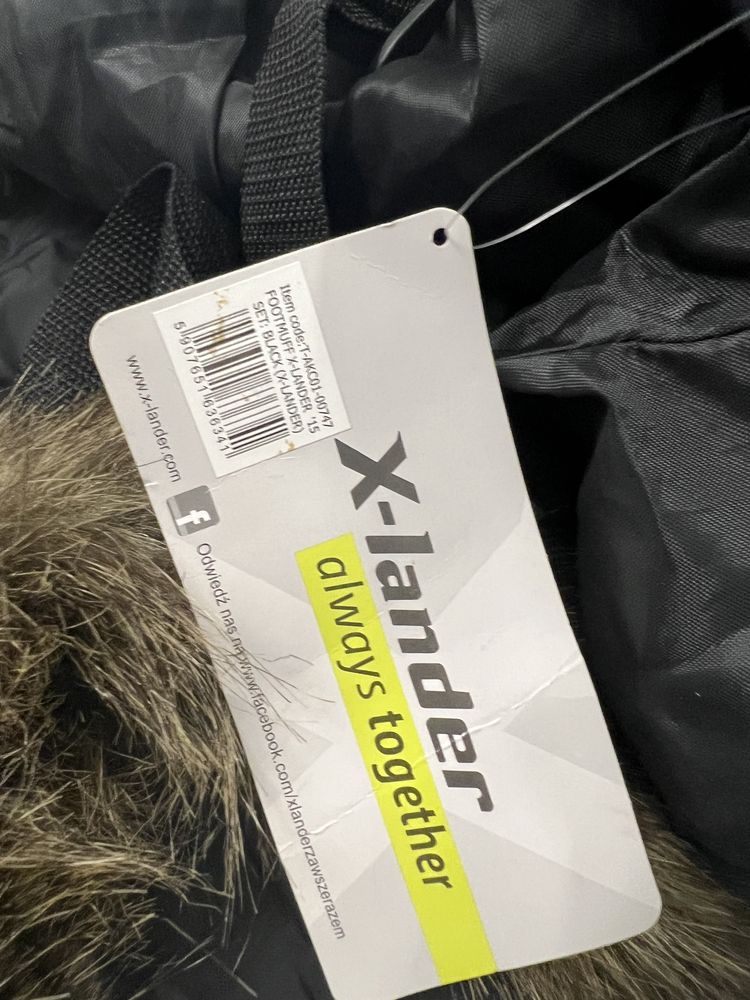 Item code:T-AKC01-00747
FOOTMUFF X-LANDER '15
SET: BLACK (X-LANDER)
5 907651 636341
x-lander
always together
www.x-lander.com
f
Odwiedź nas na www.facebook.com/xlanderzawszerazem